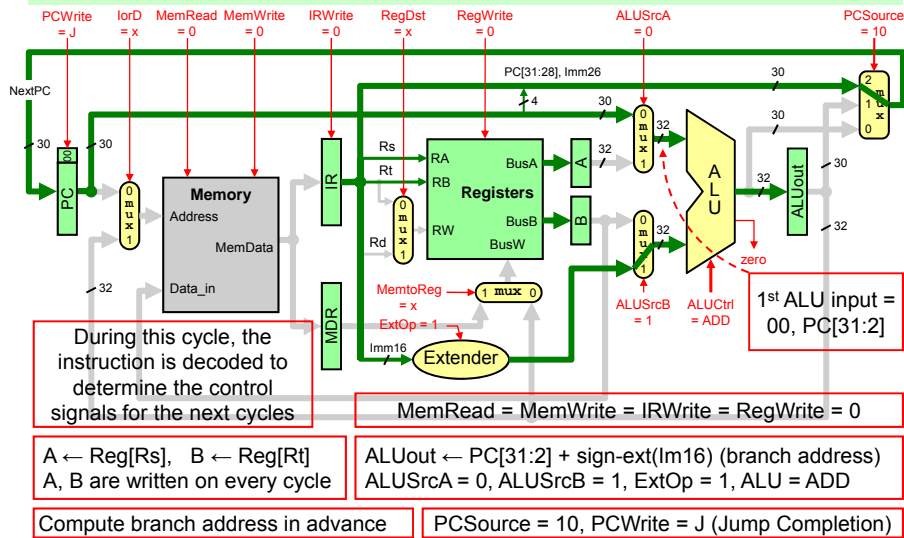 PCWrite
= J
IorD
= x
MemRead
= 0
MemWrite
= 0
IRWrite
= 0
RegDst
= x
RegWrite
= 0
ALUSrcA
= 0
PCSource
= 10
NextPC
PC[31:28], Imm26
30
2
1
0
mux
30
4
30
30
30
00
PC
0
mux
1
Memory
Address
MemData
Data_in
IR
Rs
Rt
Rd
0
mux
1
RA
RB
RW
BusA
BusB
BusW
Registers
A
B
32
0
mux
1
32
0
mux
1
32
ALU
32
zero
ALUout
30
32
32
MDR
MemtoReg
= x
1 mux 0
ExtOp = 1
Imm16
Extender
ALUSrcB
= 1
ALUCtrl
= ADD
1st ALU input =
00, PC[31:2]
During this cycle, the
instruction is decoded to
determine the control
signals for the next cycles
MemRead = MemWrite = IRWrite = RegWrite = 0
A ← Reg[Rs],   B ← Reg[Rt]
A, B are written on every cycle
ALUout ← PC[31:2] + sign-ext(Im16) (branch address)
ALUSrcA = 0, ALUSrcB = 1, ExtOp = 1, ALU = ADD
Compute branch address in advance
PCSource = 10, PCWrite = J (Jump Completion)